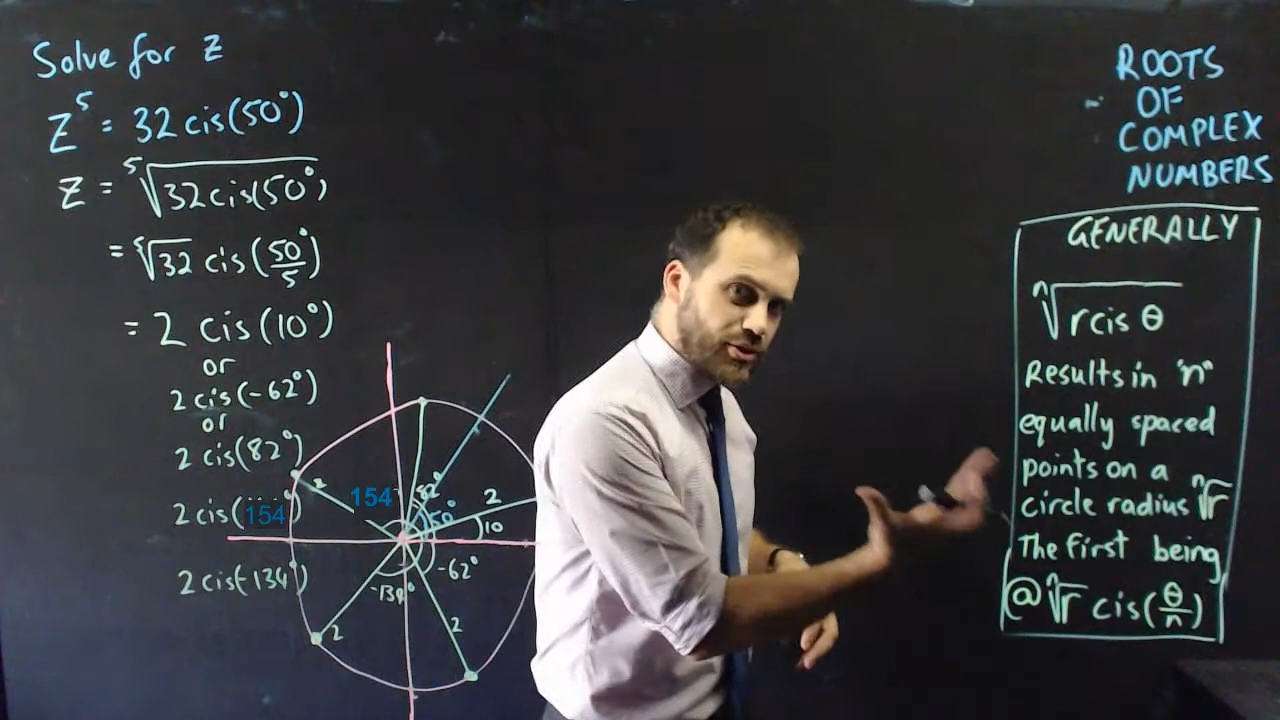 Solve for z
z⁵ = 32 cis(50°)
z = ⁵√32 cis(50°)
= ⁵√32 cis(50/5)
= 2 cis(10°)
or
2 cis(-62°)
or
2 cis(82°)
2 cis(154°)
2 cis(-134°)
2
154
82°
50°
2
10
-62°
-134°
2
2
ROOTS
OF
COMPLEX
NUMBERS
GENERALLY
ⁿ√r cis θ
Results in "n"
equally spaced
points on a
circle radius ⁿ√r
The first being
@ ⁿ√r cis(θ/n)